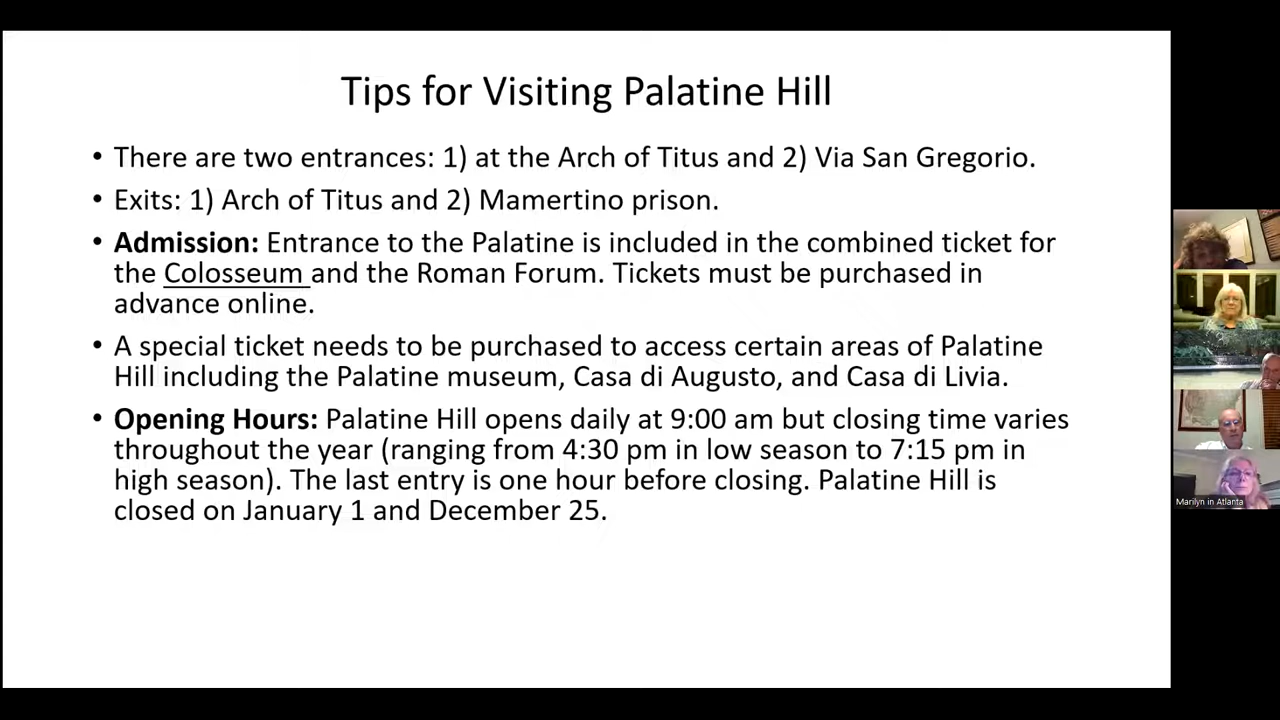 Tips for Visiting Palatine Hill
• There are two entrances: 1) at the Arch of Titus and 2) Via San Gregorio.
• Exits: 1) Arch of Titus and 2) Mamertino prison.
• Admission: Entrance to the Palatine is included in the combined ticket for
the Colosseum and the Roman Forum. Tickets must be purchased in
advance online.
• A special ticket needs to be purchased to access certain areas of Palatine
Hill including the Palatine museum, Casa di Augusto, and Casa di Livia.
• Opening Hours: Palatine Hill opens daily at 9:00 am but closing time varies
throughout the year (ranging from 4:30 pm in low season to 7:15 pm in
high season). The last entry is one hour before closing. Palatine Hill is
closed on January 1 and December 25.
Marilyn in Atlanta